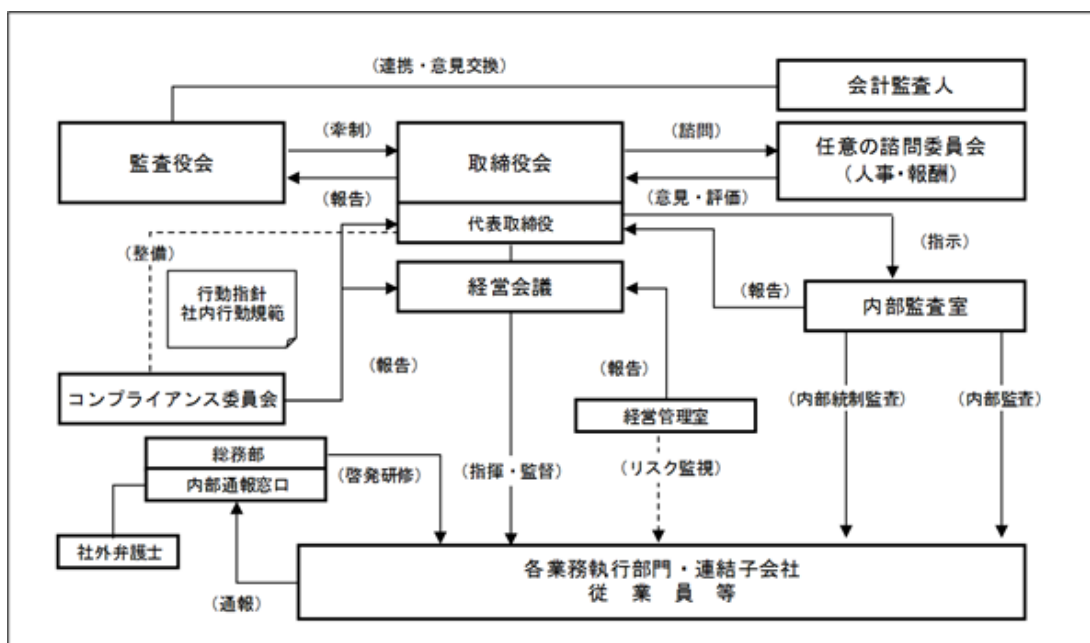 （連携・意見交換）
会計監査人
監査役会
（牽制）
取締役会
（諮問）
任意の諮問委員会
（人事・報酬）
（報告）
（意見・評価）
代表取締役
（整備）
（指示）
行動指針
社内行動規範
経営会議
（報告）
内部監査室
コンプライアンス委員会
（報告）
（報告）
経営管理室
（内部統制監査）
（内部監査）
総務部
内部通報窓口
（啓発研修）
（指揮・監督）
（リスク監視）
社外弁護士
（通報）
各業務執行部門・連結子会社
従　業　員　等